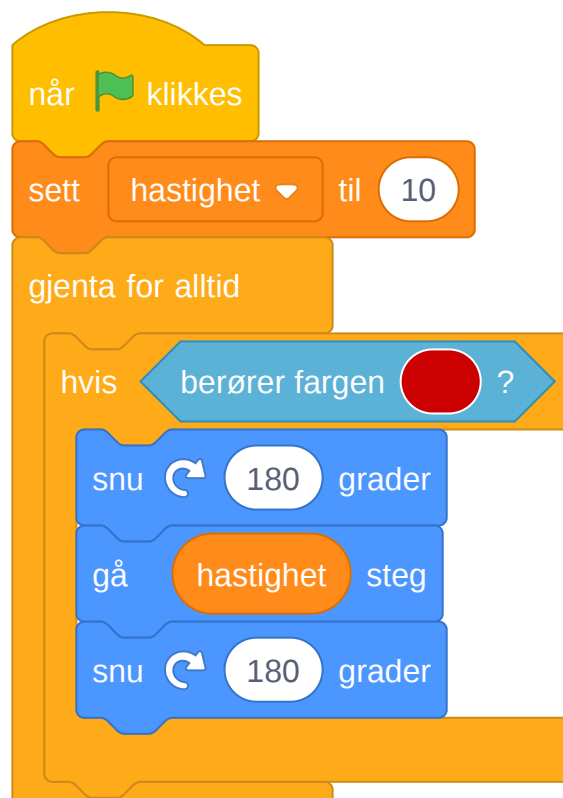 når klikkes
sett hastighet til 10
gjenta for alltid
hvis berører fargen ?
snu 180 grader
gå hastighet steg
snu 180 grader